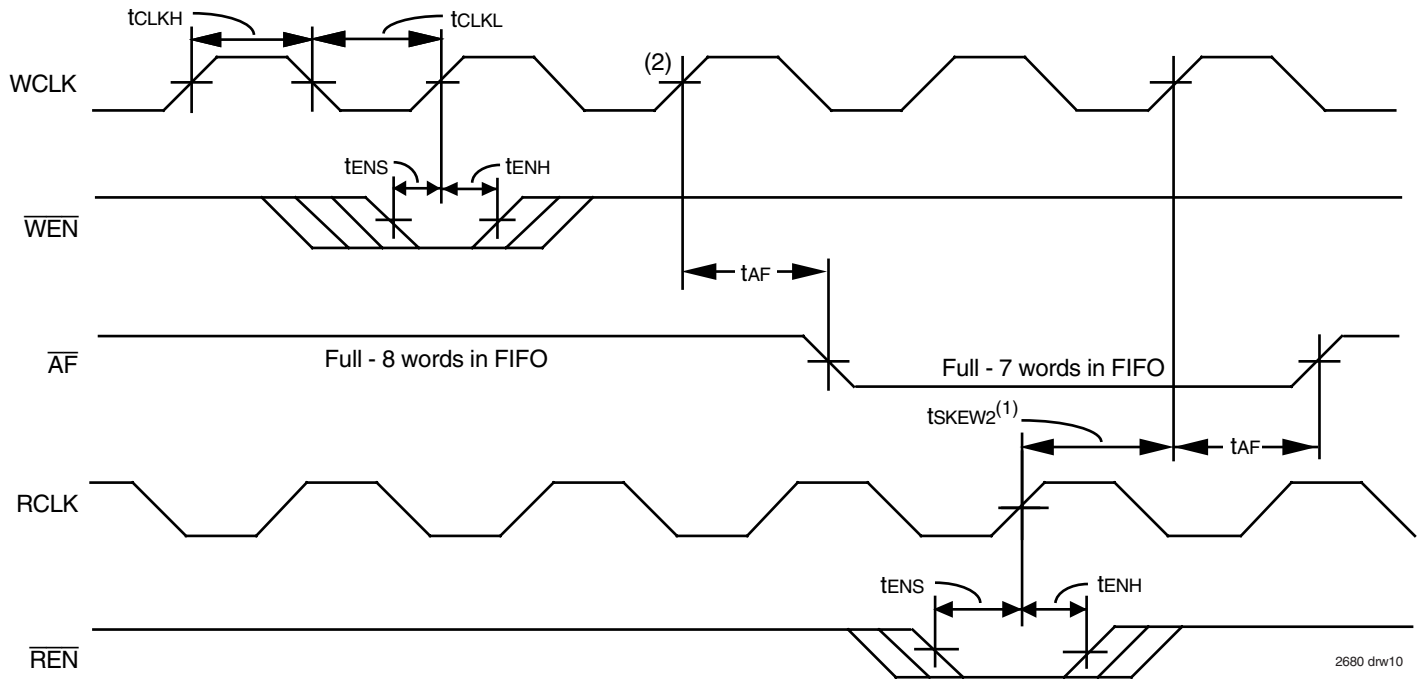 tCLKH
tCLKL
(2)
WCLK
tENS
tENH
WEN
tAF
Full - 8 words in FIFO
Full - 7 words in FIFO
AF
tSKEW2(1)
tAF
RCLK
tENS
tENH
REN
2680 drw10